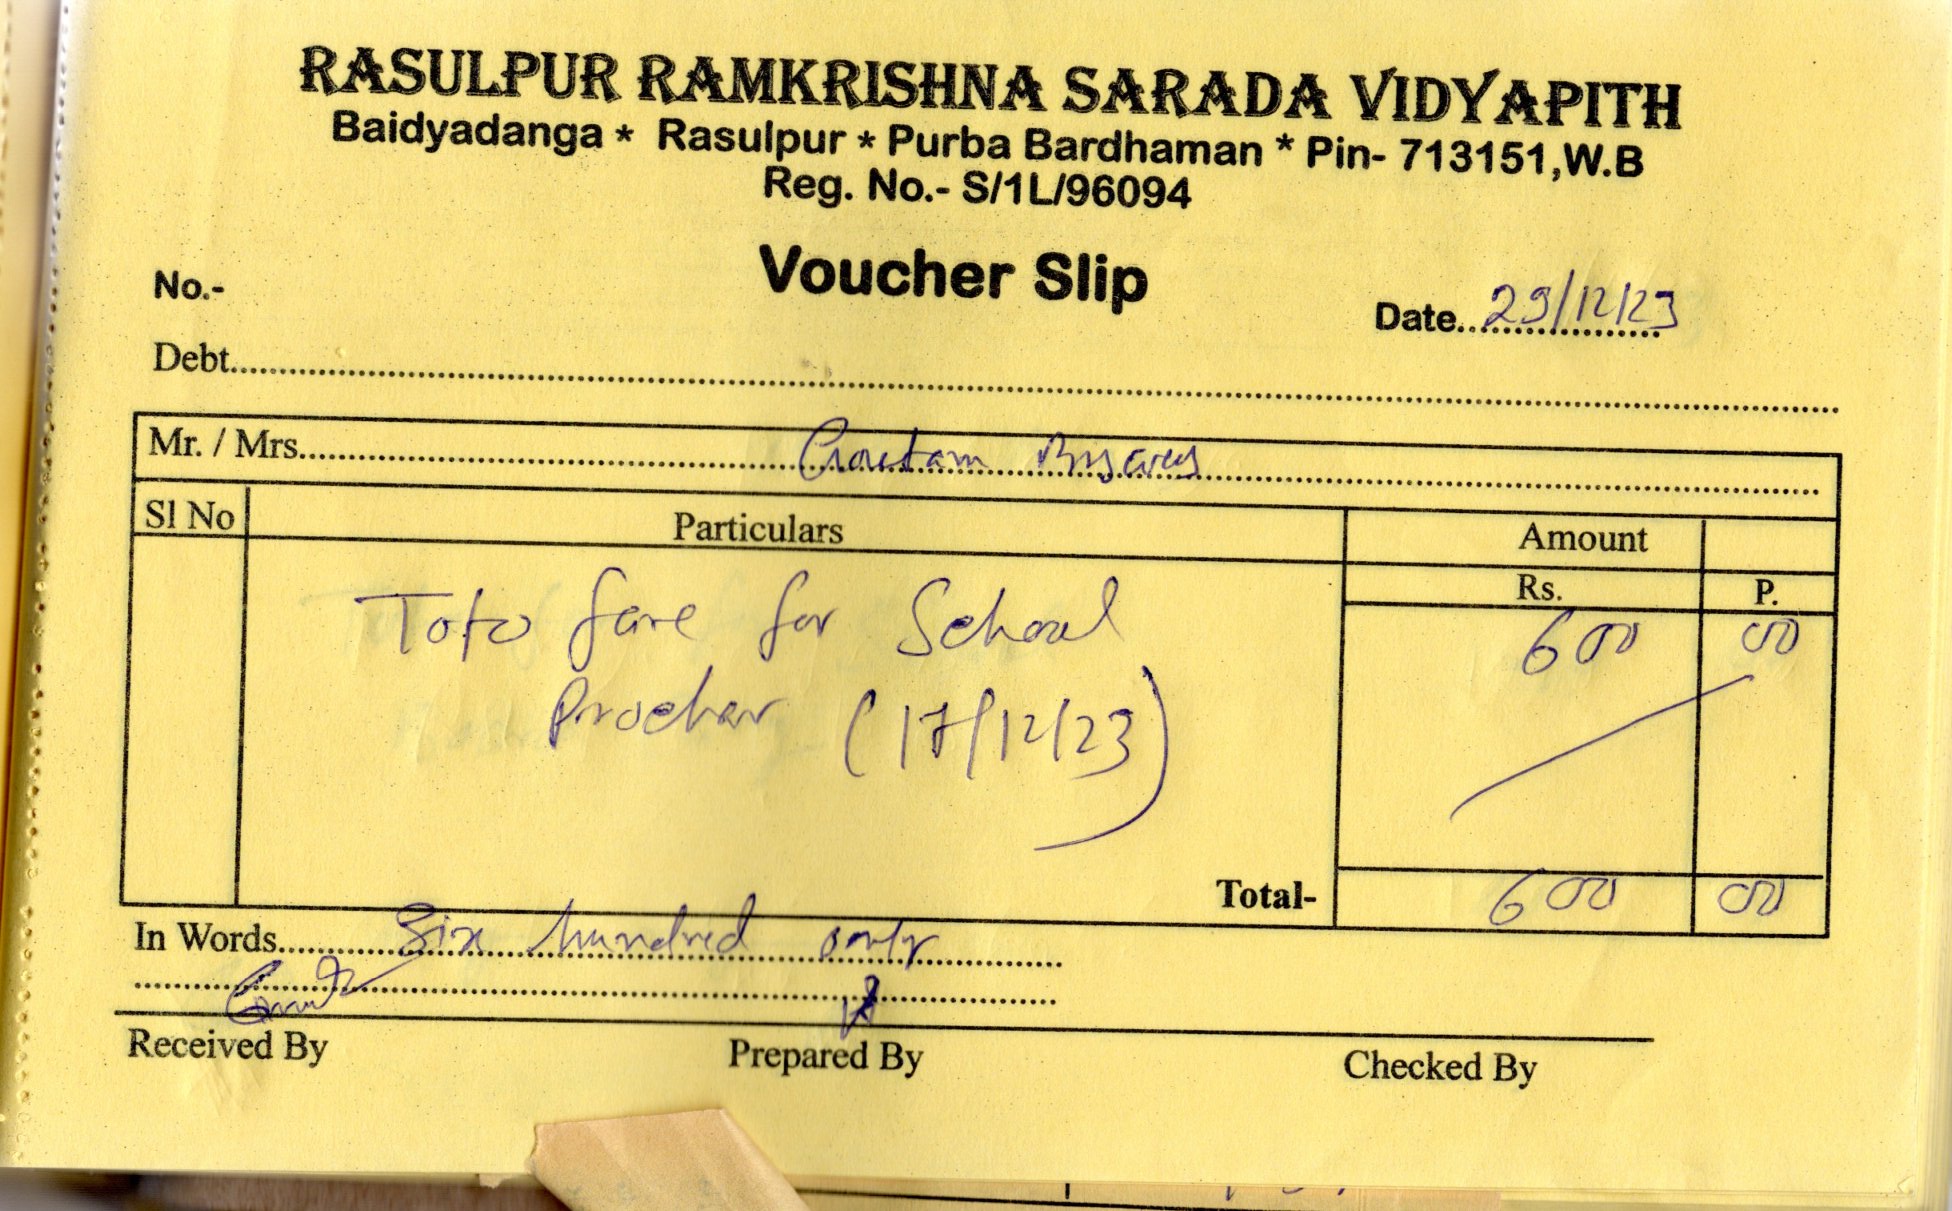 RASULPUR RAMKRISHNA SARADA VIDYAPITH
Baidyadanga * Rasulpur * Purba Bardhaman * Pin- 713151,W.B
Reg. No.- S/1L/96094
Voucher Slip
No.-
Date..29/12/23
Debt
Mr. / Mrs. Goutam Biswas
Sl No Particulars Amount
Rs. P.
Toto fare for School 600 00
Prochar (17/12/23)
Total- 600 00
In Words Six hundred only
Received By Prepared By Checked By